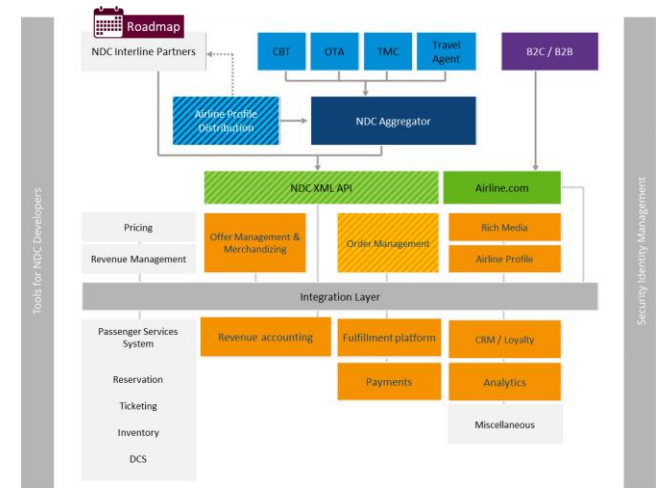 Roadmap
NDC Interline Partners
CBT
OTA
TMC
Travel
Agent
B2C / B2B
Airline Profile
Distribution
NDC Aggregator
NDC XML API
Airline.com
Pricing
Offer Management &
Merchandizing
Order Management
Rich Media
Revenue Management
Airline Profile
Integration Layer
Passenger Services
System
Revenue accounting
Fulfillment platform
CRM / Loyalty
Reservation
Payments
Analytics
Ticketing
Miscellaneous
Inventory
DCS
Tools for NDC Developers
Security Identity Management